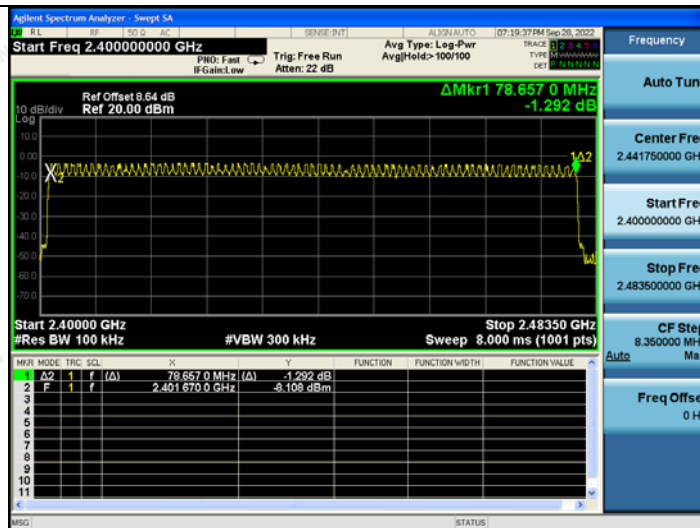 Agilent Spectrum Analyzer - Swept SA
RL RF 50 Ω AC SENSE:INT ALIGN AUTO 07:19:37 PM Sep 28, 2022
Start Freq 2.400000000 GHz
PNO: Fast
IFGain:Low
Trig: Free Run
Atten: 22 dB
Avg Type: Log-Pwr
Avg|Hold:> 100/100
TRACE 1 2 3 4 5 6
TYPE M
DET P N N N N N
Ref Offset 8.64 dB
Ref 20.00 dBm
ΔMkr1 78.657 0 MHz
-1.292 dB
10 dB/div
Log
10.0
0.00
-10.0
-20.0
-30.0
-40.0
-50.0
-60.0
-70.0
X2
1Δ2
Start 2.40000 GHz
Stop 2.48350 GHz
#Res BW 100 kHz
#VBW 300 kHz
Sweep 8.000 ms (1001 pts)
MKR MODE TRC SCL X Y FUNCTION FUNCTION WIDTH FUNCTION VALUE
1 Δ2 1 f (Δ) 78.657 0 MHz (Δ) -1.292 dB
2 F 1 f 2.401 670 0 GHz -8.108 dBm
3
4
5
6
7
8
9
10
11
MSG
STATUS
Frequency
Auto Tun
Center Fre
2.441750000 GH
Start Fre
2.400000000 GH
Stop Fre
2.483500000 GH
CF Ste
8.350000 MH
Auto Ma
Freq Offse
0 H